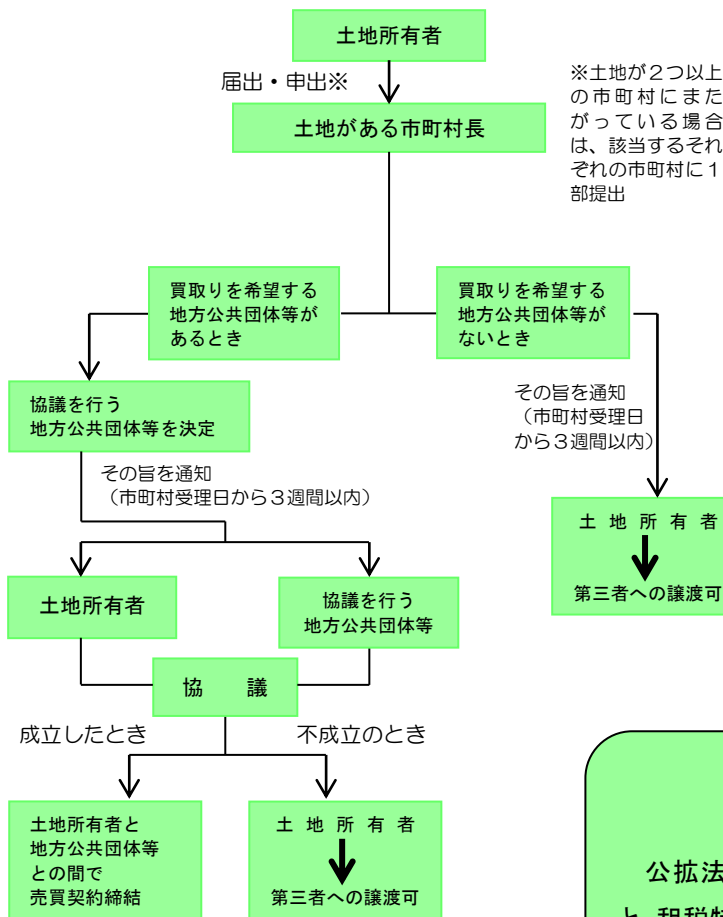 土地所有者
届出・申出※
土地がある市町村長
※土地が２つ以上
の市町村にまた
がっている場合
は、該当するそれ
ぞれの市町村に１
部提出
買取りを希望する
地方公共団体等が
あるとき
買取りを希望する
地方公共団体等が
ないとき
協議を行う
地方公共団体等を決定
その旨を通知
（市町村受理日
から３週間以内）
その旨を通知
（市町村受理日から３週間以内）
土 地 所 有 者
第三者への譲渡可
土地所有者
協議を行う
地方公共団体等
協　議
成立したとき
不成立のとき
土地所有者と
地方公共団体等
との間で
売買契約締結
土 地 所 有 者
第三者への譲渡可
公拡法
と 租税特